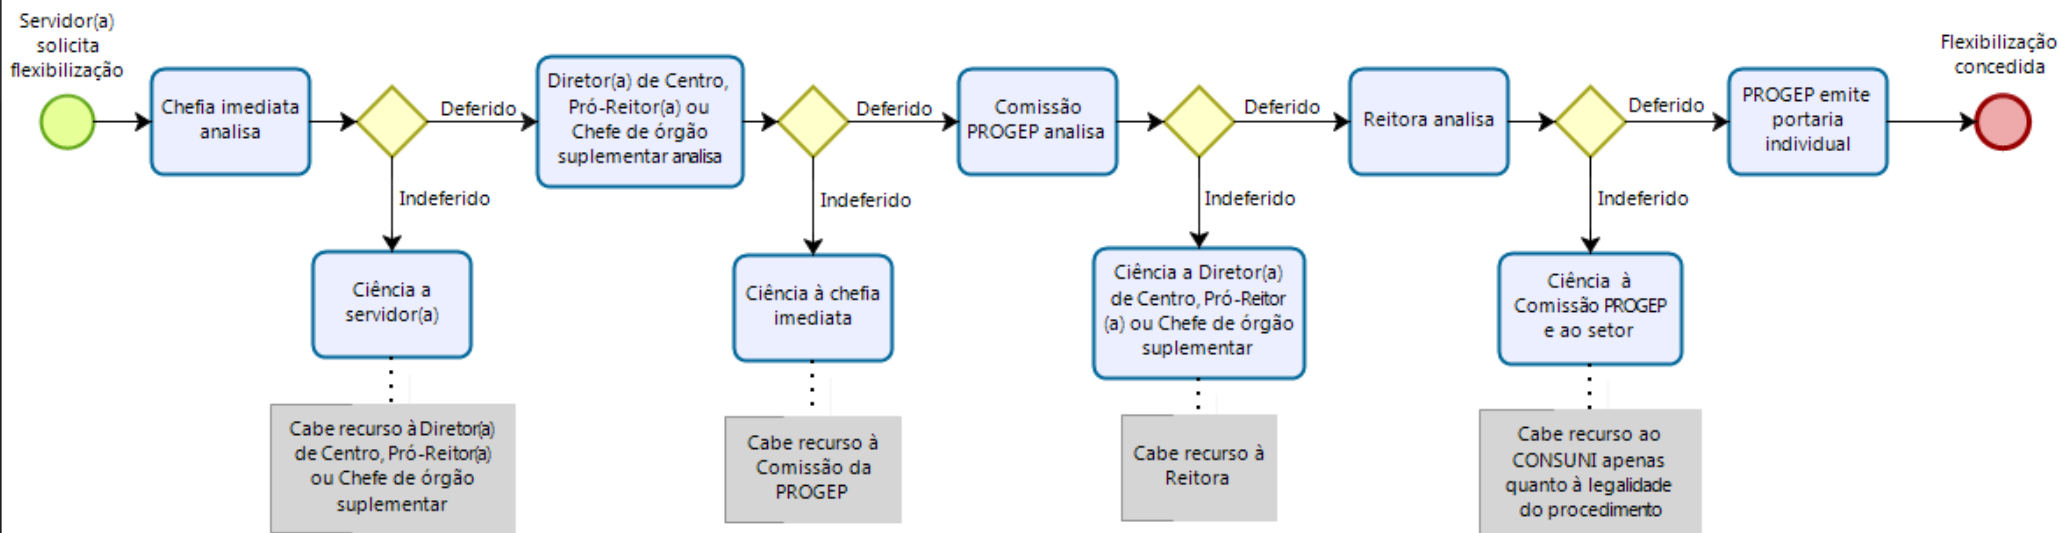 Servidor(a)
solicita
flexibilização
Chefia imediata
analisa
Deferido
Indeferido
Ciência a
servidor(a)
Cabe recurso à Diretor(a)
de Centro, Pró-Reitor(a)
ou Chefe de órgão
suplementar
Diretor(a) de Centro,
Pró-Reitor(a) ou
Chefe de órgão
suplementar analisa
Deferido
Indeferido
Ciência à chefia
imediata
Cabe recurso à
Comissão da
PROGEP
Comissão
PROGEP analisa
Deferido
Indeferido
Ciência a Diretor(a)
de Centro, Pró-Reitor
(a) ou Chefe de órgão
suplementar
Cabe recurso à
Reitora
Reitora analisa
Deferido
Indeferido
Ciência à
Comissão PROGEP
e ao setor
Cabe recurso ao
CONSUNI apenas
quanto à legalidade
do procedimento
PROGEP emite
portaria
individual
Flexibilização
concedida